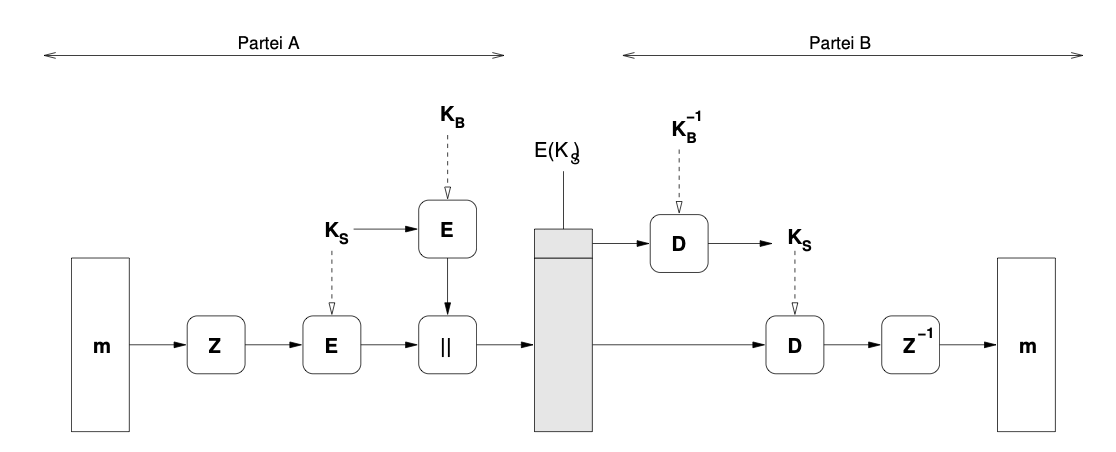 Partei A
Partei B
K_B
K_B^-1
E(K_S)
K_S
E
D
K_S
m
Z
E
||
D
Z^-1
m